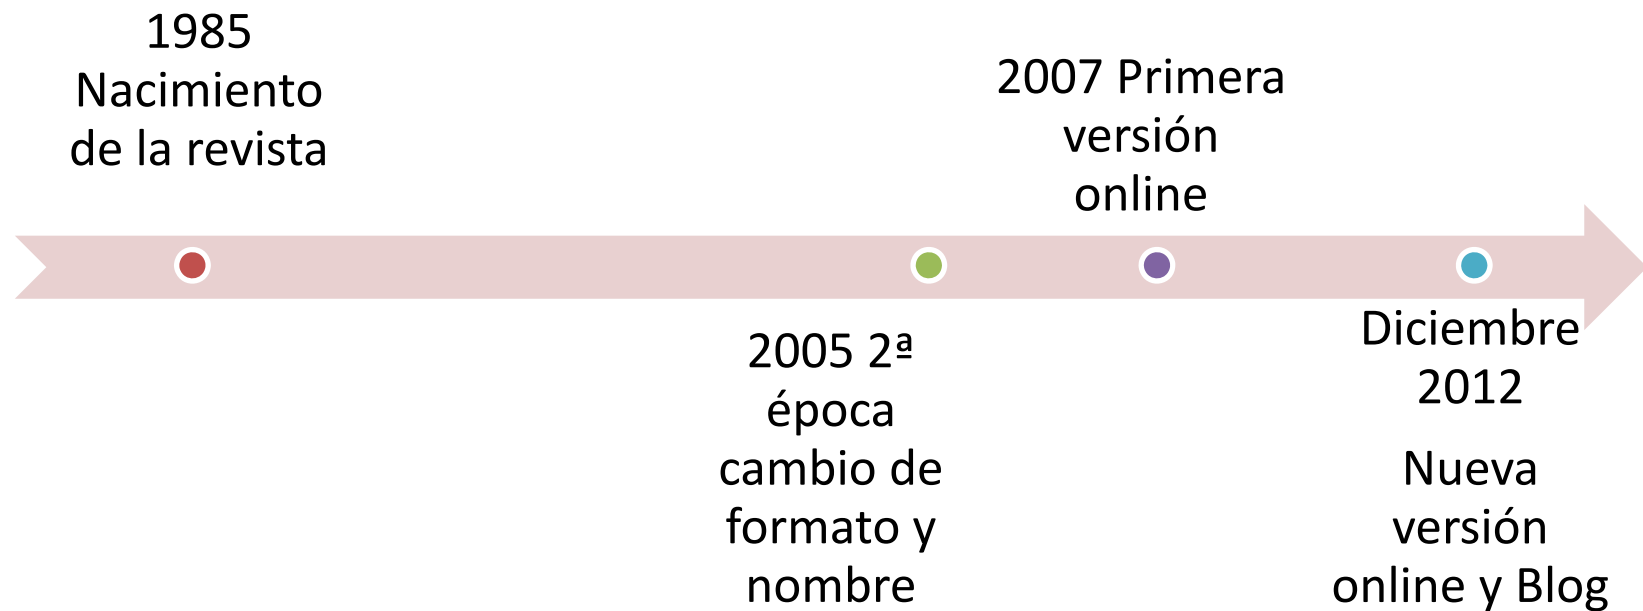 1985
Nacimiento
de la revista
2005 2ª
época
cambio de
formato y
nombre
2007 Primera
versión
online
Diciembre
2012
Nueva
versión
online y Blog